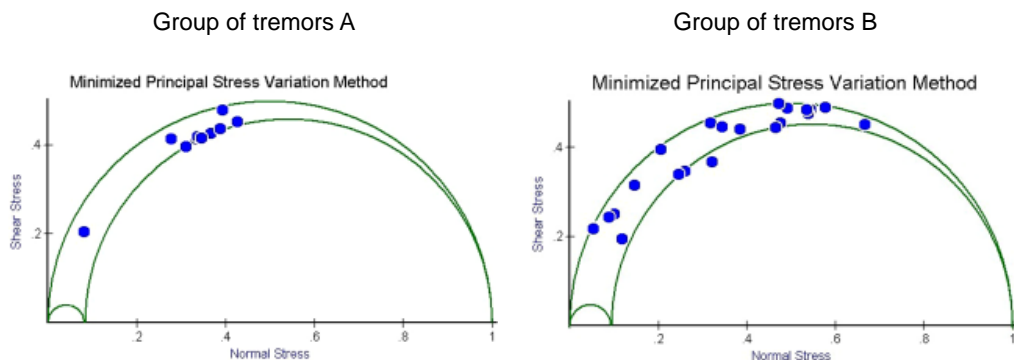 Group of tremors A
Minimized Principal Stress Variation Method
Shear Stress
.4
.2
.2
.4
.6
.8
1
Normal Stress
Group of tremors B
Minimized Principal Stress Variation Method
Shear Stress
.4
.2
.2
.4
.6
.8
1
Normal Stress